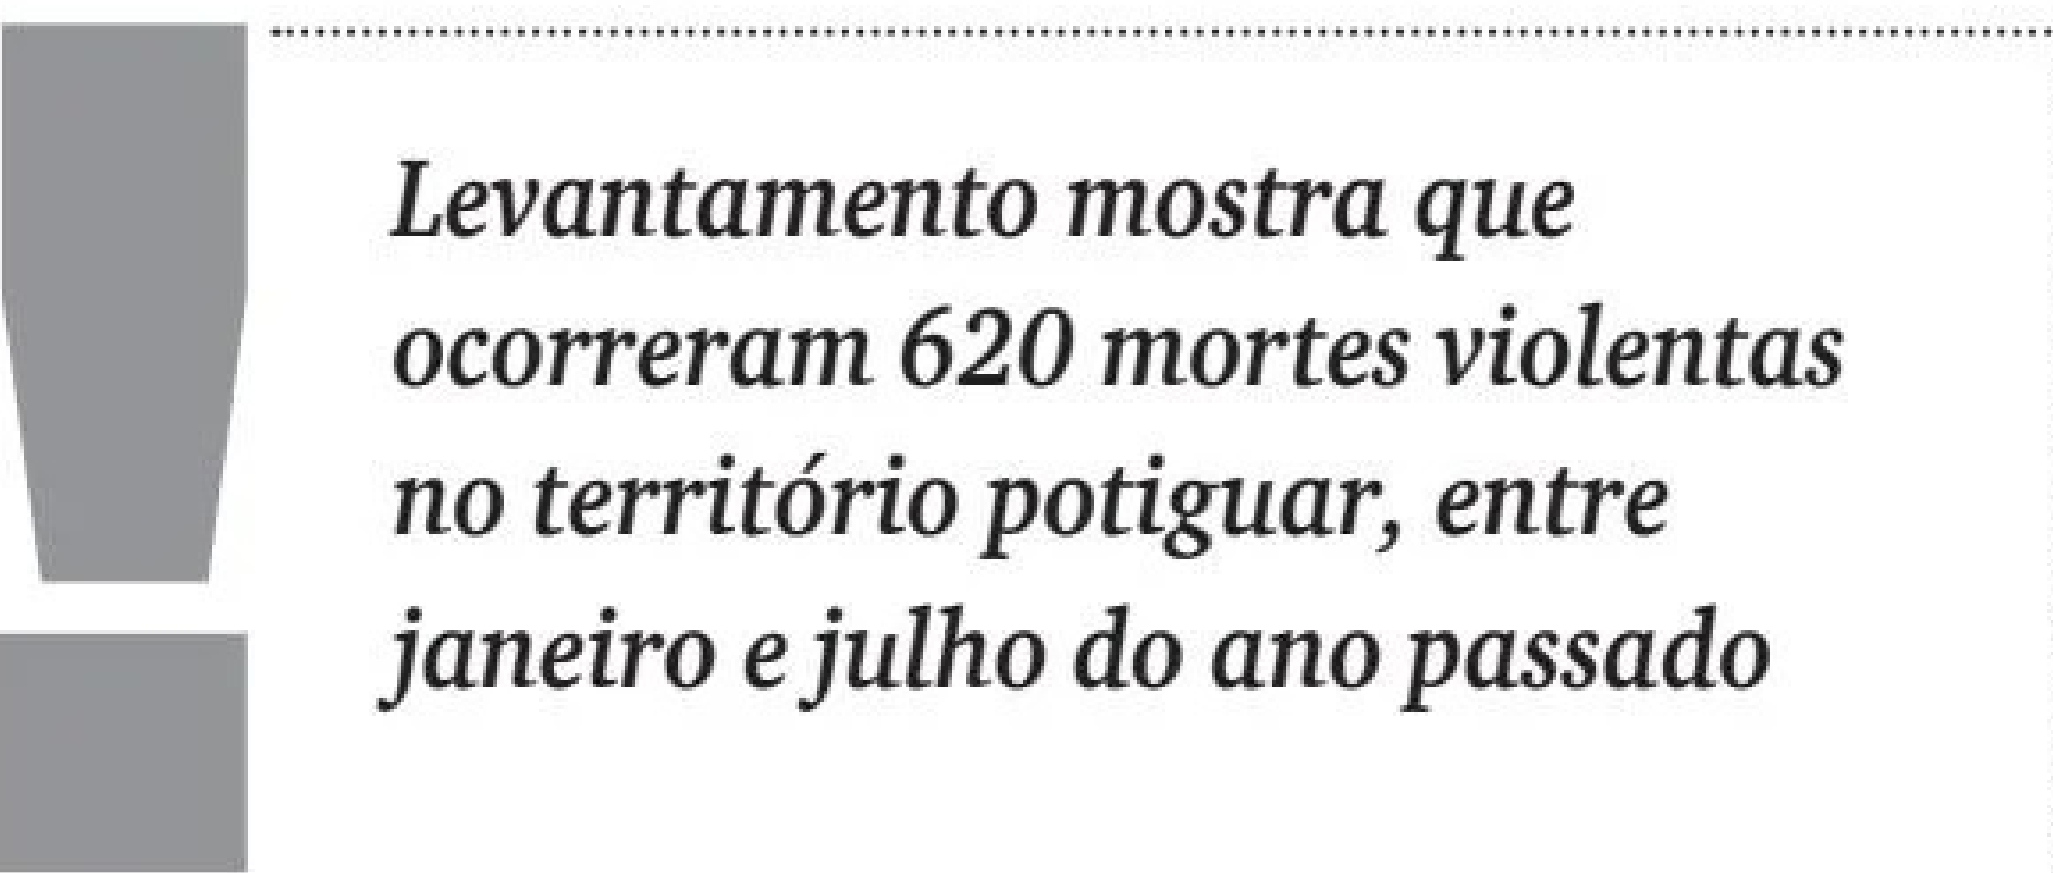 Levantamento mostra que
ocorreram 620 mortes violentas
no território potiguar, entre
janeiro e julho do ano passado